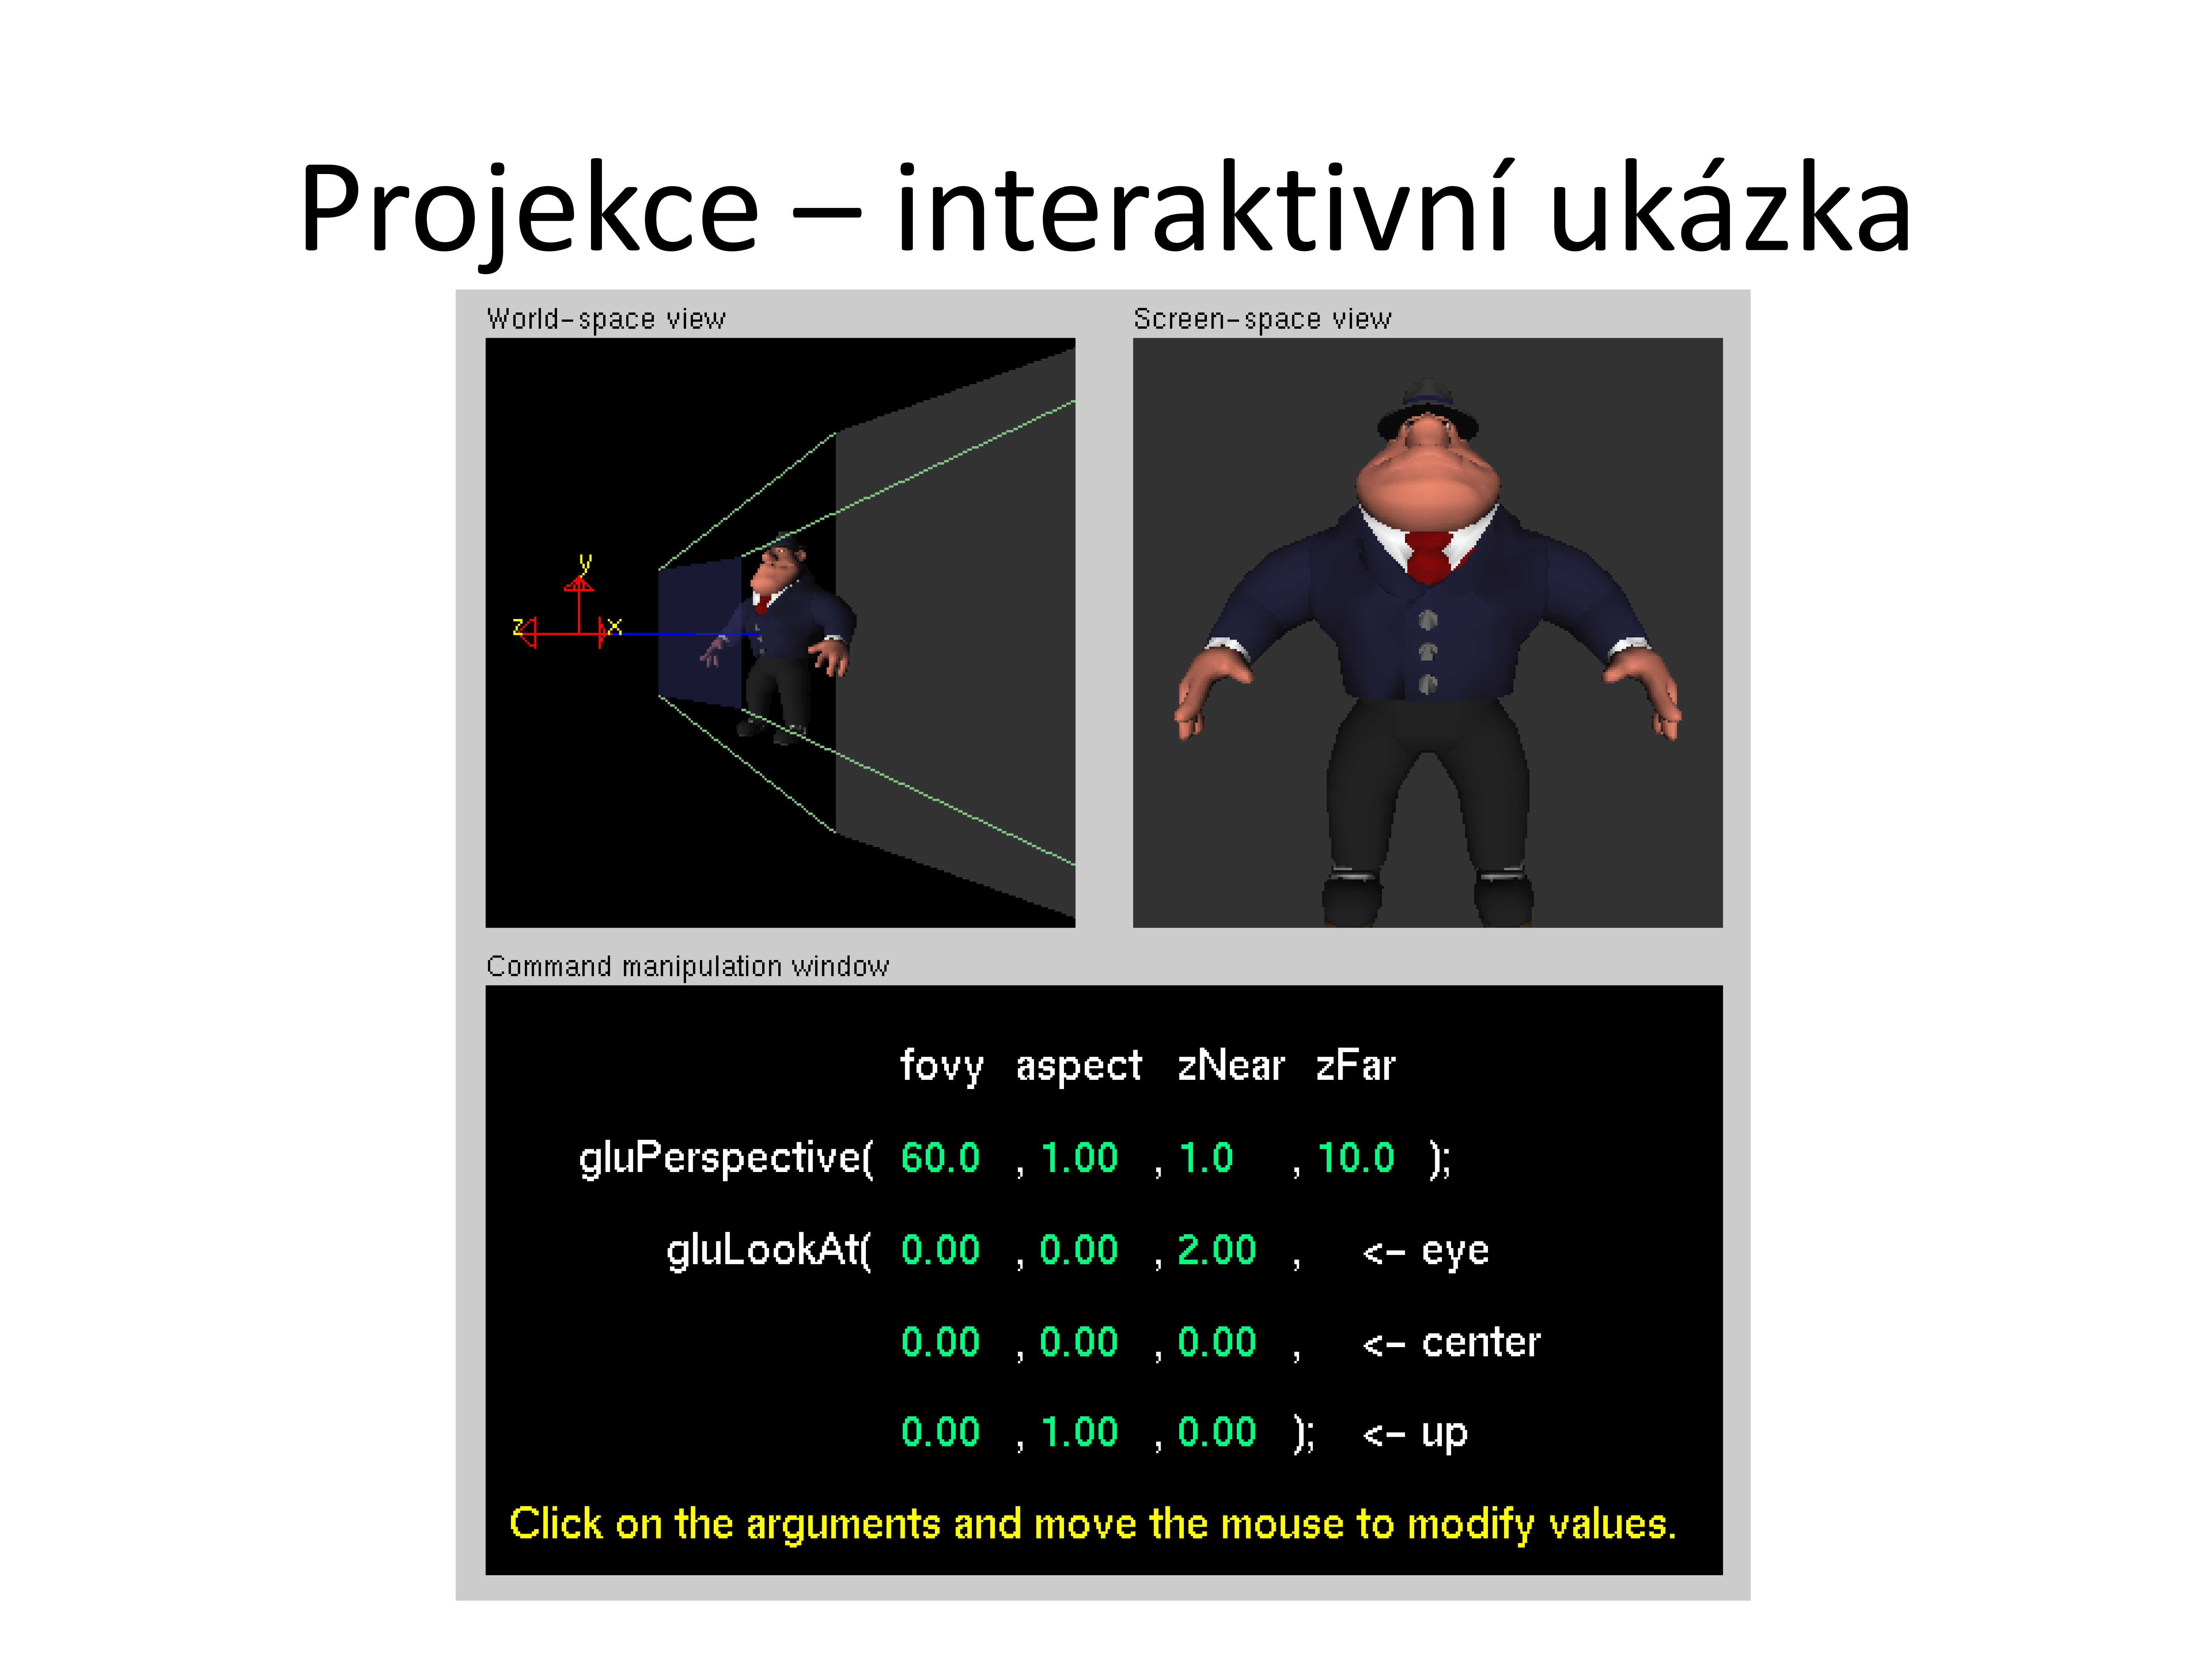 Projekce – interaktivní ukázka
World-space view
Screen-space view
y
z x
Command manipulation window
fovy aspect zNear zFar
gluPerspective( 60.0 , 1.00 , 1.0 , 10.0 );
gluLookAt( 0.00 , 0.00 , 2.00 , <- eye
0.00 , 0.00 , 0.00 , <- center
0.00 , 1.00 , 0.00 ); <- up
Click on the arguments and move the mouse to modify values.